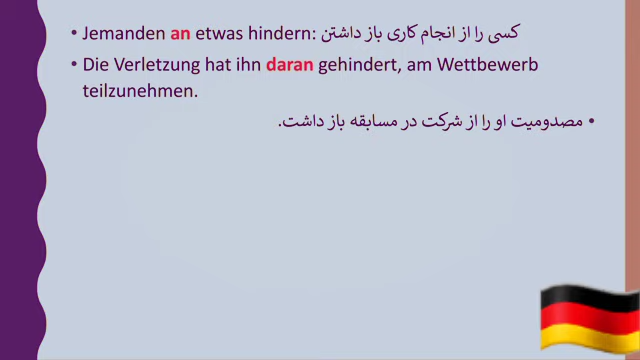 • Jemanden an etwas hindern: کسی را از انجام کاری باز داشتن
• Die Verletzung hat ihn daran gehindert, am Wettbewerb
teilzunehmen.
• مصدومیت او را از شرکت در مسابقه باز داشت.